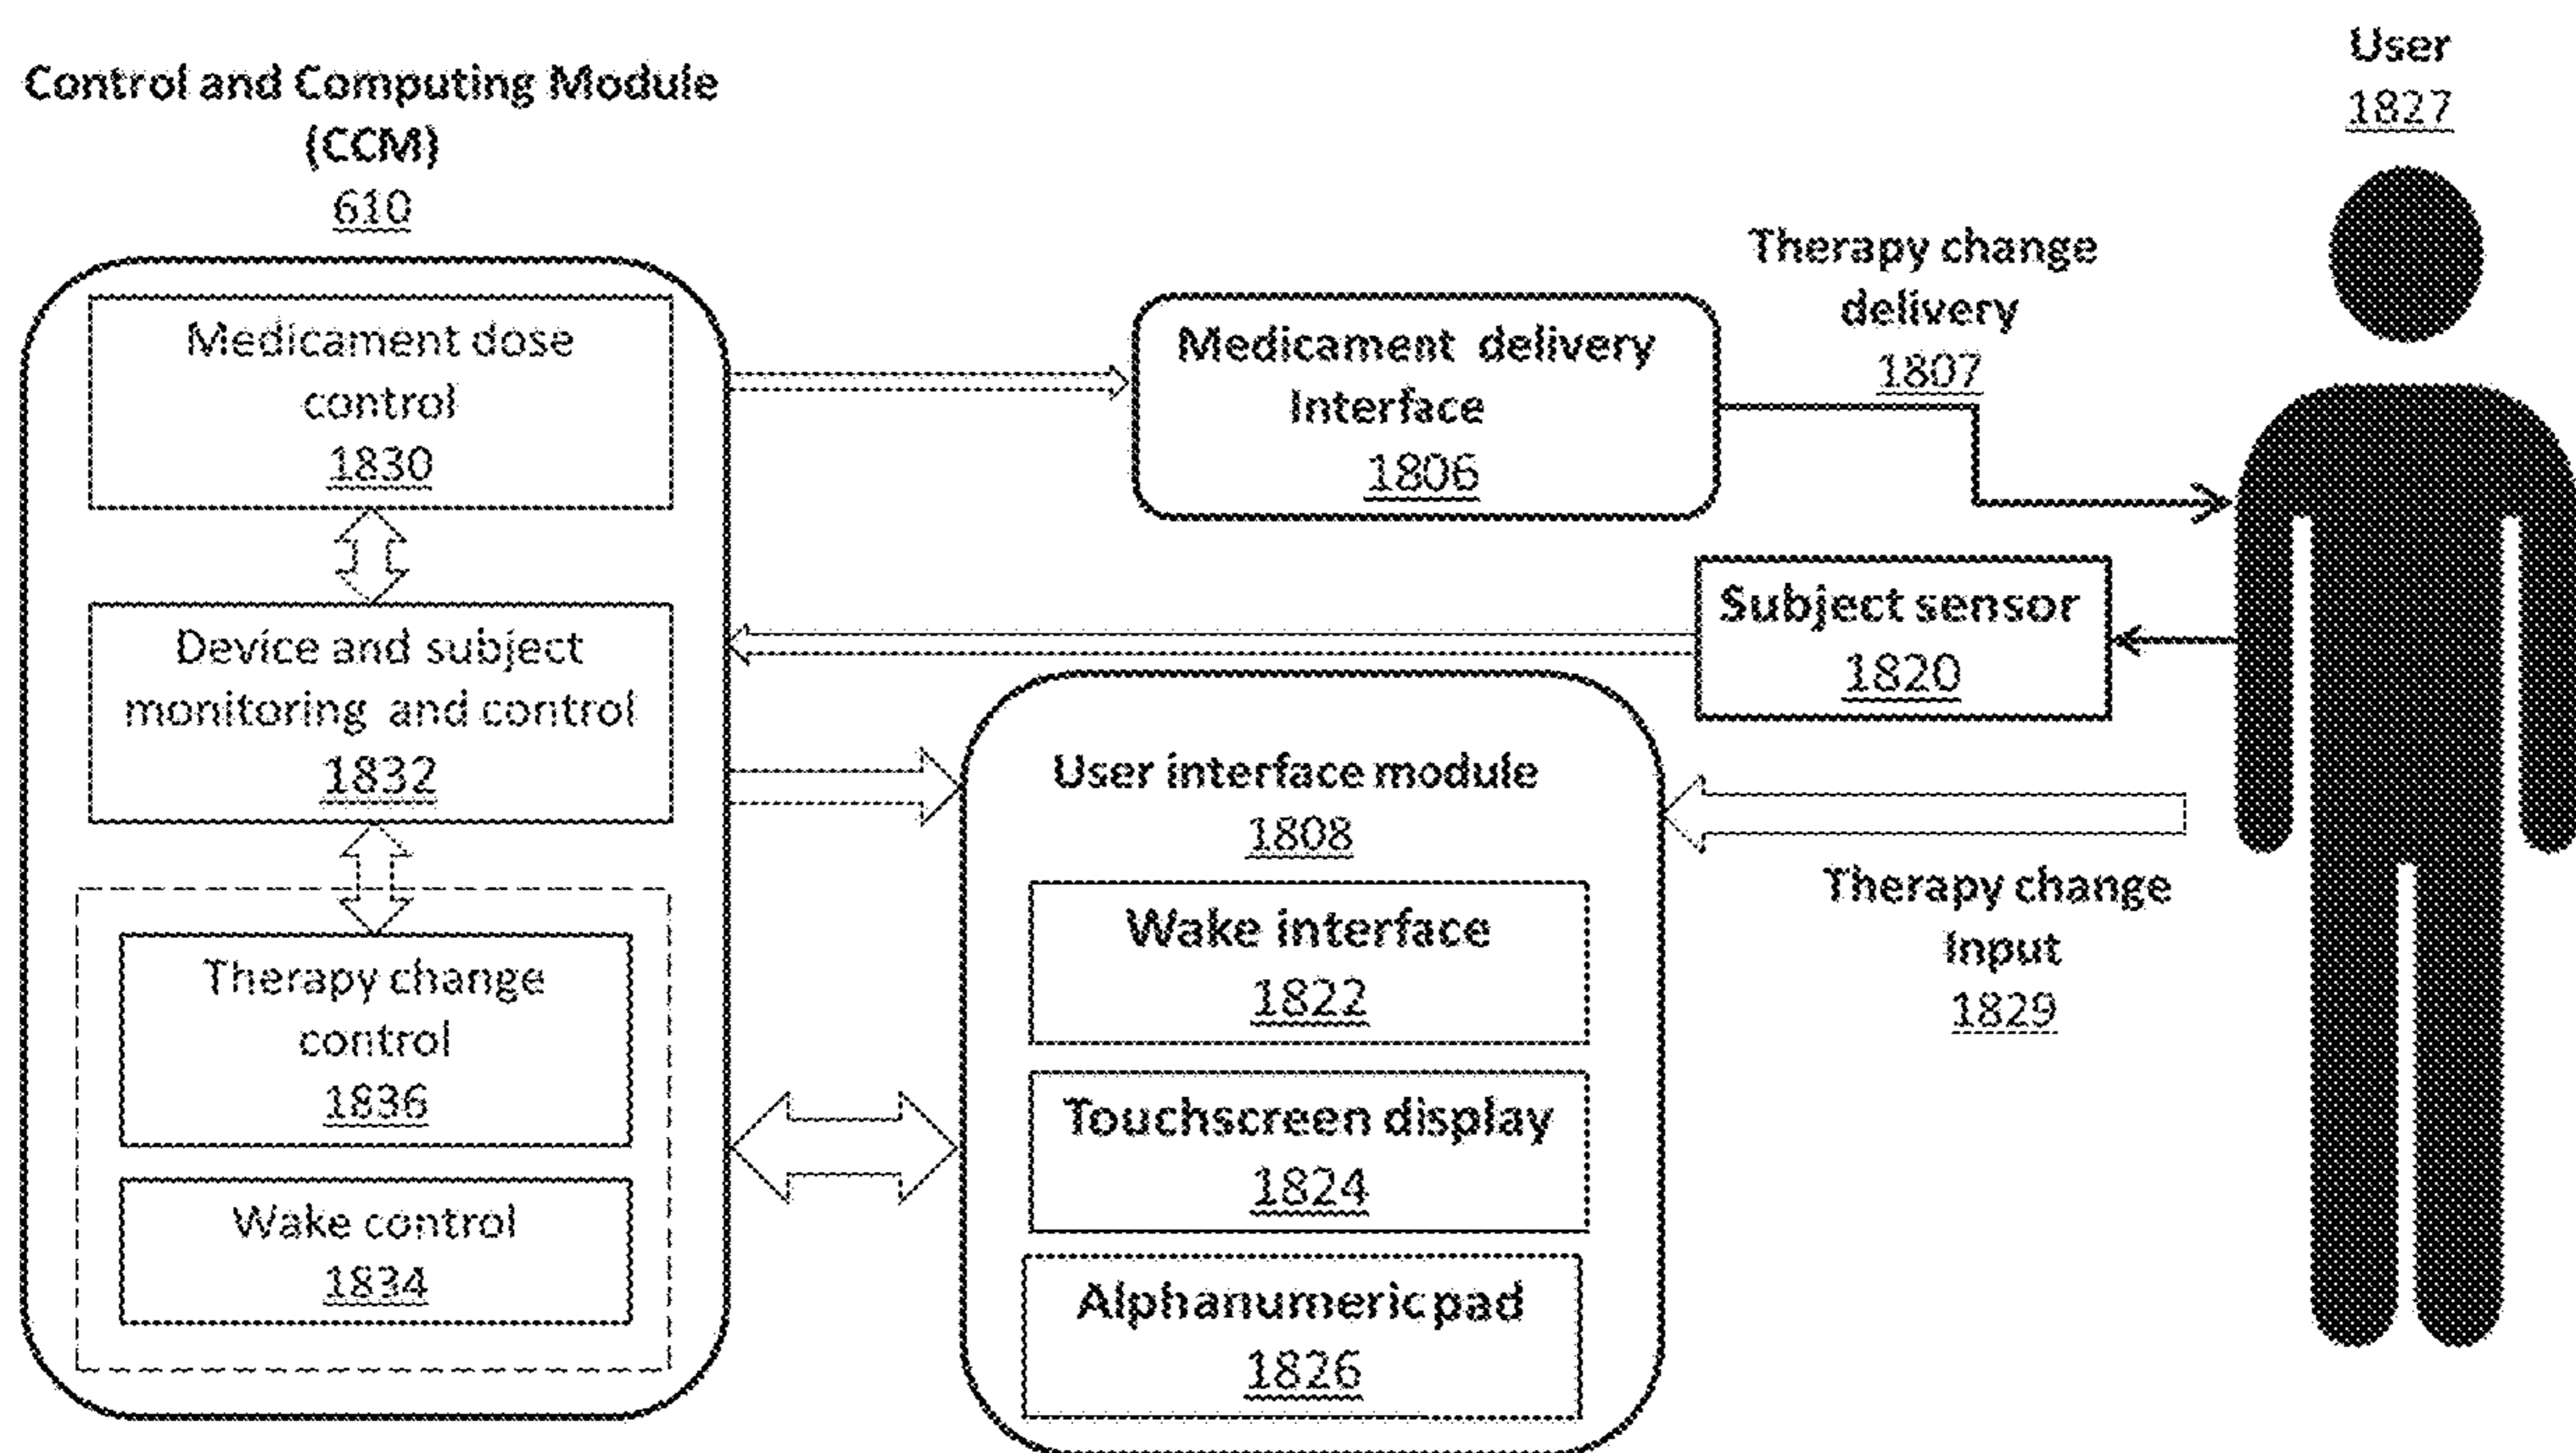 Control and Computing Module
(CCM)
610
Medicament dose
control
1830
Device and subject
monitoring and control
1832
Therapy change
control
1836
Wake control
1834
Medicament delivery
Interface
1806
Therapy change
delivery
1807
User
1827
Subject sensor
1820
User interface module
1808
Wake interface
1822
Touchscreen display
1824
Alphanumeric pad
1826
Therapy change
Input
1829